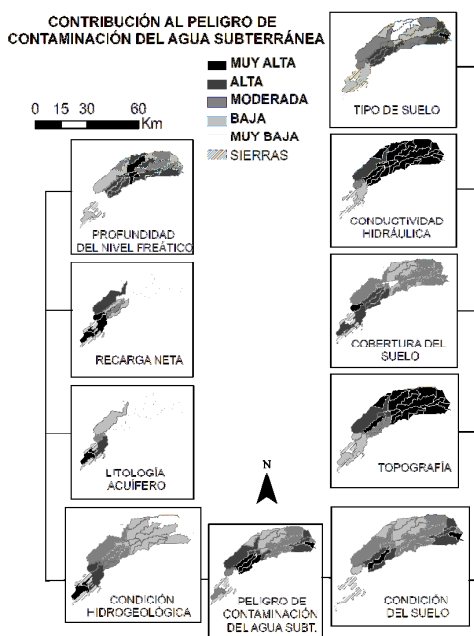 CONTRIBUCIÓN AL PELIGRO DE
CONTAMINACIÓN DEL AGUA SUBTERRÁNEA
MUY ALTA
ALTA
MODERADA
BAJA
MUY BAJA
SIERRAS
0 15 30 60
Km
TIPO DE SUELO
PROFUNDIDAD
DEL NIVEL FREÁTICO
CONDUCTIVIDAD
HIDRÁULICA
RECARGA NETA
COBERTURA DEL
SUELO
LITOLOGÍA
ACUÍFERO
TOPOGRAFÍA
N
CONDICIÓN
HIDROGEOLÓGICA
PELIGRO DE
CONTAMINACIÓN
DEL AGUA SUBT.
CONDICIÓN
DEL SUELO